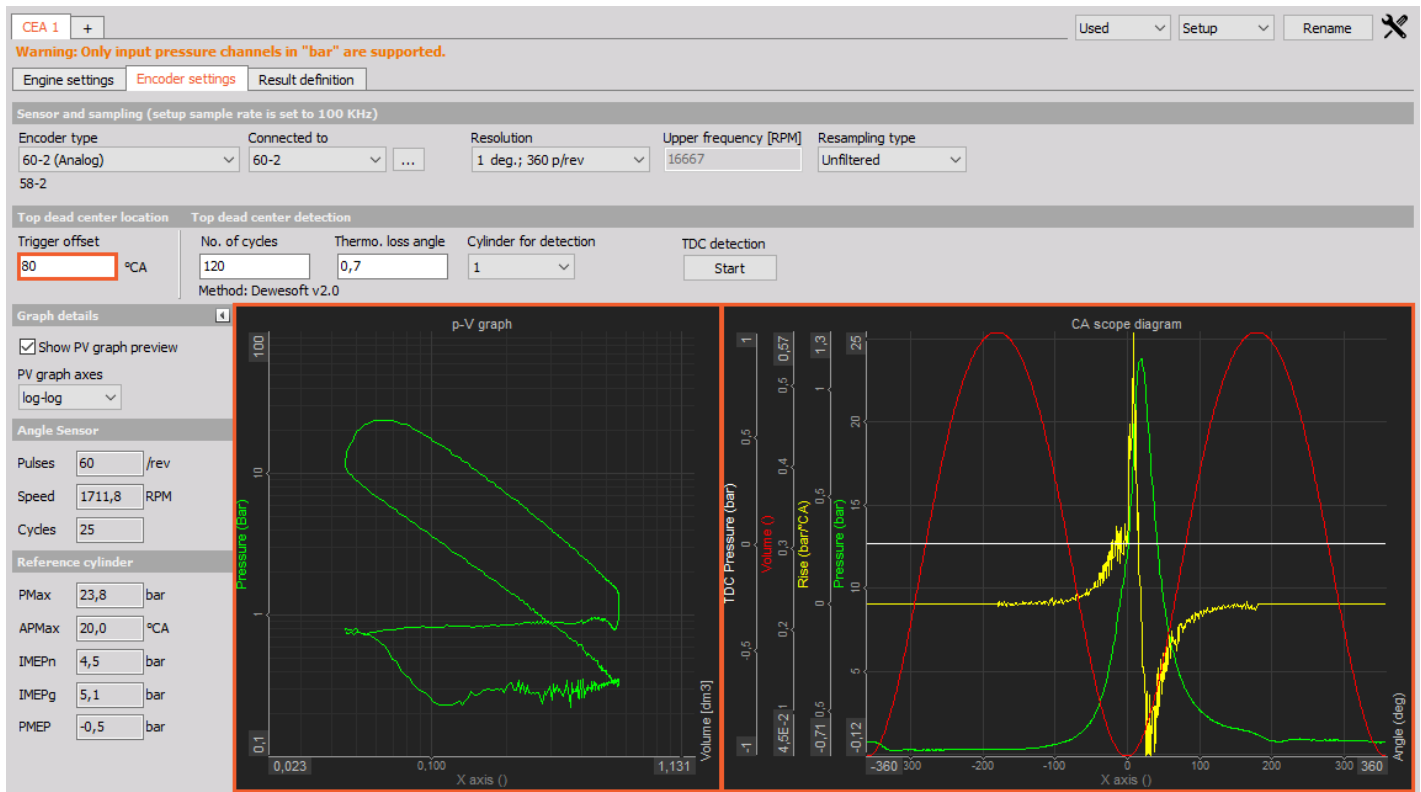 CEA 1 +
Used Setup Rename
Warning: Only input pressure channels in "bar" are supported.
Engine settings Encoder settings Result definition
Sensor and sampling (setup sample rate is set to 100 KHz)
Encoder type Connected to Resolution Upper frequency [RPM] Resampling type
60-2 (Analog) 60-2 ... 1 deg.; 360 p/rev 16667 Unfiltered
58-2
Top dead center location Top dead center detection
Trigger offset No. of cycles Thermo. loss angle Cylinder for detection TDC detection
80 ºCA 120 0,7 1 Start
Method: Dewesoft v2.0
Graph details
Show PV graph preview
PV graph axes
log-log
Angle Sensor
Pulses 60 /rev
Speed 1711,8 RPM
Cycles 25
Reference cylinder
PMax 23,8 bar
APMax 20,0 ºCA
IMEPn 4,5 bar
IMEPg 5,1 bar
PMEP -0,5 bar
p-V graph
100
10
1
0,1
Pressure (Bar)
0,023 0,100 1,131
X axis ()
Volume [dm3]
CA scope diagram
1
0,5
0
-0,5
-1
TDC Pressure (bar)
0,57
0,5
0,4
0,3
0,2
1
4,5E-2
Volume ()
1,3
1
0,5
0
0,5
-0,71
Rise (bar/ºCA)
25
20
15
10
5
-0,12
Pressure (bar)
-360 300 -200 -100 0 100 200 300 360
X axis ()
Angle (deg)